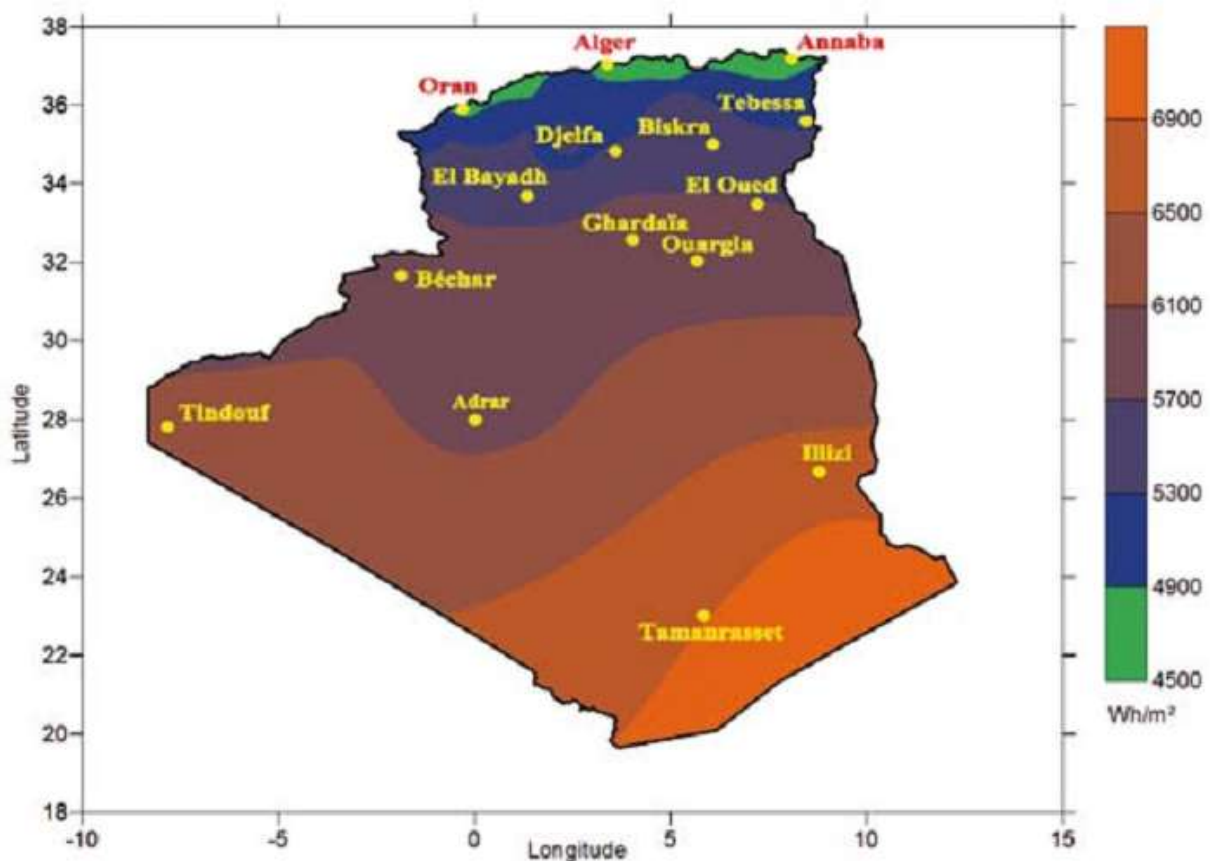 38
36
34
32
30
28
26
24
22
20
18
Latitude
-10
-5
0
5
10
15
Longitude
Alger
Annaba
Oran
Tebessa
Djelfa
Biskra
El Bayadh
El Oued
Ghardaïa
Ouargla
Béchar
Adrar
Tindouf
Illizi
Tamanrasset
6900
6500
6100
5700
5300
4900
4500
Wh/m²